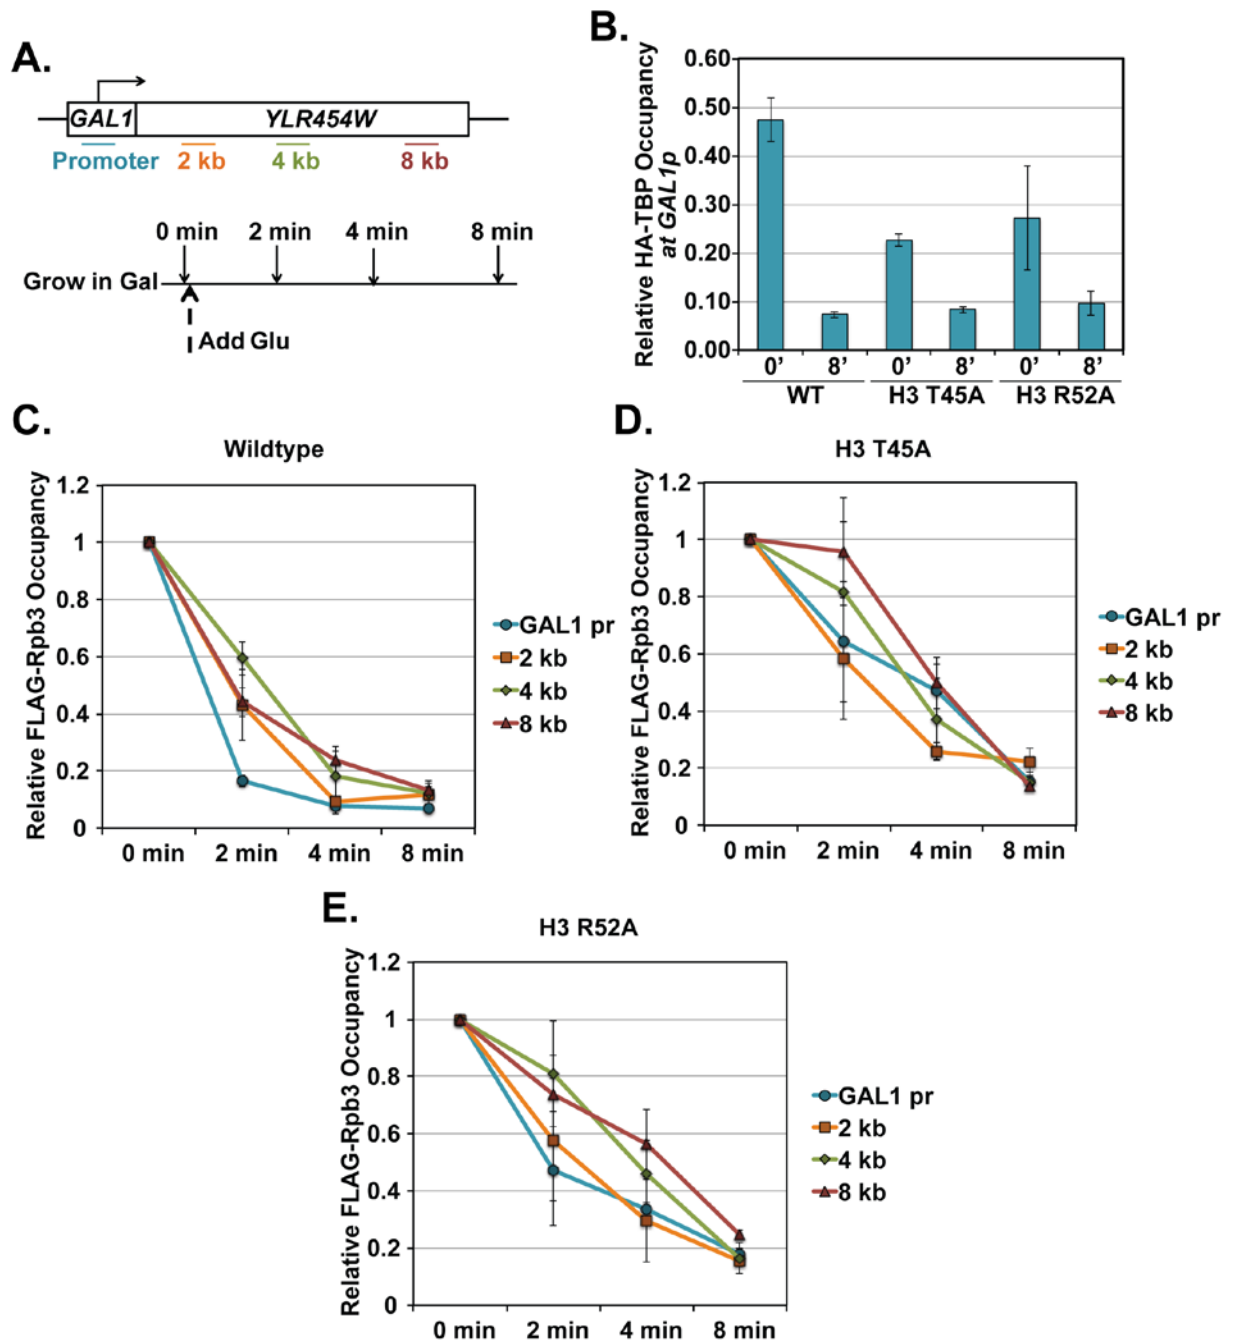 A.
GAL1 YLR454W
Promoter 2 kb 4 kb 8 kb
0 min 2 min 4 min 8 min
Grow in Gal
Add Glu
B.
Relative HA-TBP Occupancy
at GAL1p
0.60
0.50
0.40
0.30
0.20
0.10
0.00
0’ 8’ 0’ 8’ 0’ 8’
WT H3 T45A H3 R52A
C.
Wildtype
Relative FLAG-Rpb3 Occupancy
1.2
1
0.8
0.6
0.4
0.2
0
0 min 2 min 4 min 8 min
GAL1 pr
2 kb
4 kb
8 kb
D.
H3 T45A
Relative FLAG-Rpb3 Occupancy
1.2
1
0.8
0.6
0.4
0.2
0
0 min 2 min 4 min 8 min
GAL1 pr
2 kb
4 kb
8 kb
E.
H3 R52A
Relative FLAG-Rpb3 Occupancy
1.2
1
0.8
0.6
0.4
0.2
0
0 min 2 min 4 min 8 min
GAL1 pr
2 kb
4 kb
8 kb